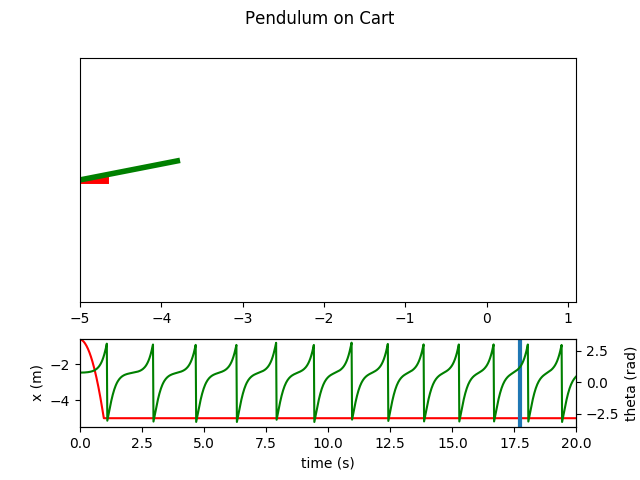 Pendulum on Cart
−5 −4 −3 −2 −1 0 1
−2
−4
x (m)
2.5
0.0
−2.5
theta (rad)
0.0 2.5 5.0 7.5 10.0 12.5 15.0 17.5 20.0
time (s)